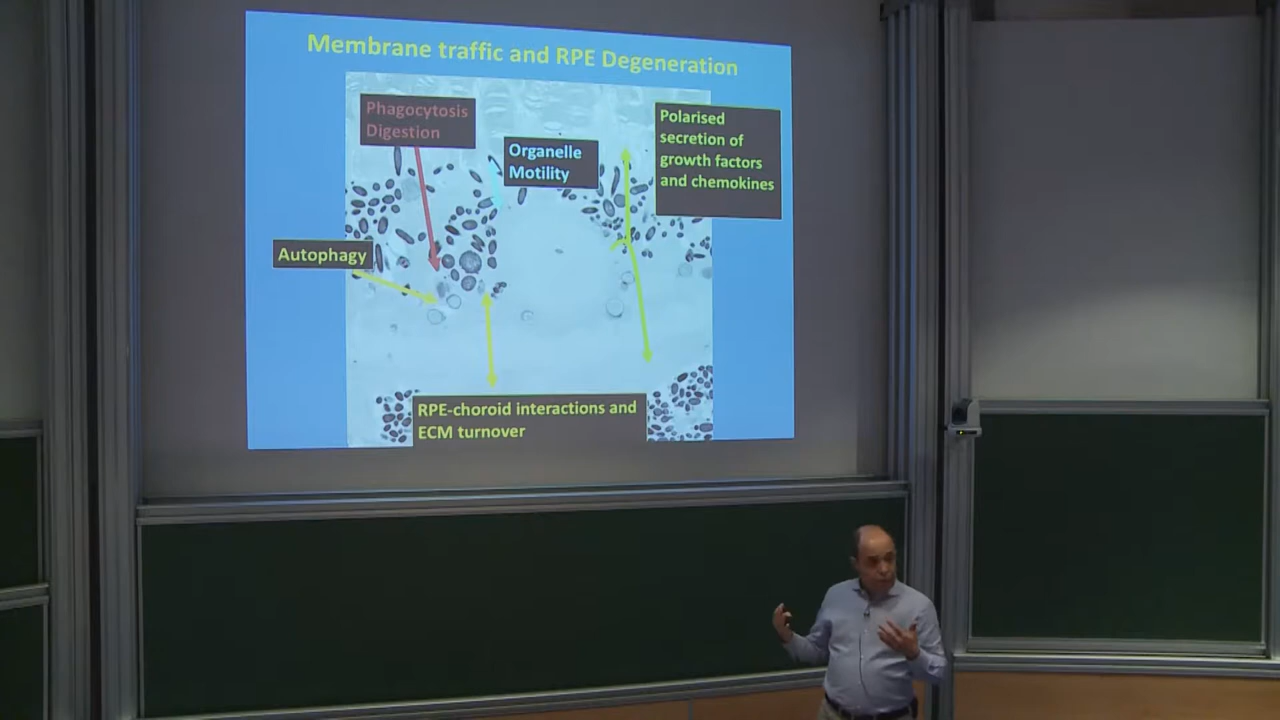 Membrane traffic and RPE Degeneration
Phagocytosis
Digestion
Organelle
Motility
Polarised
secretion of
growth factors
and chemokines
Autophagy
RPE-choroid interactions and
ECM turnover